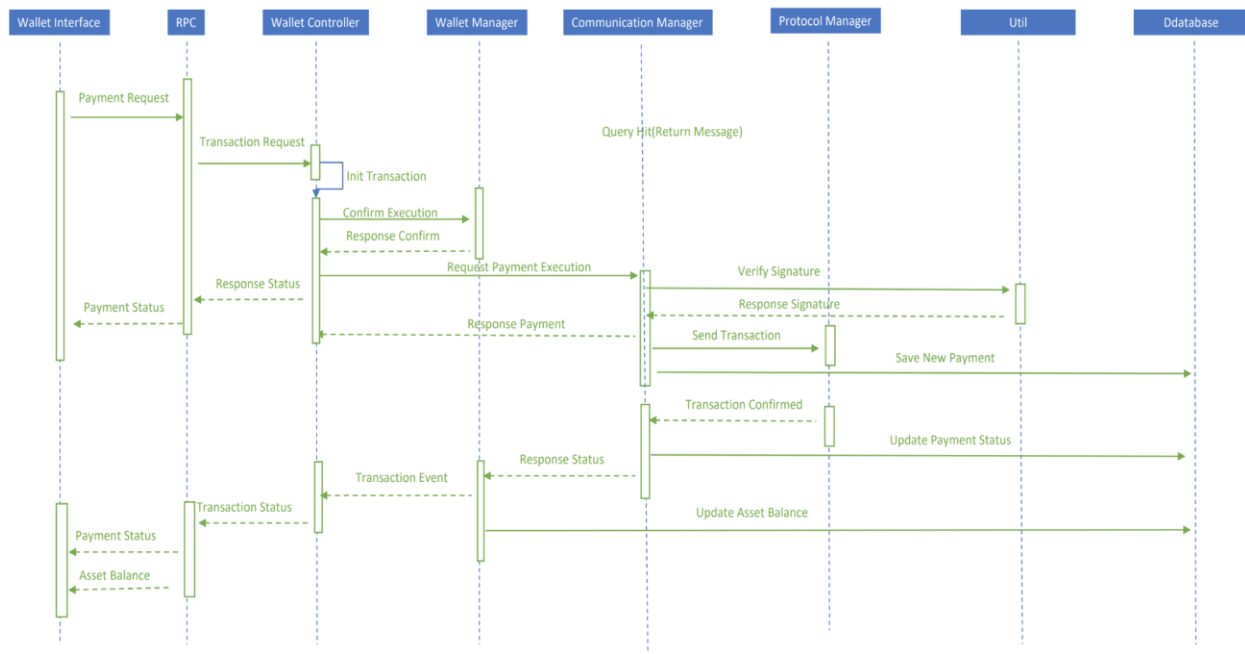 Wallet Interface
RPC
Wallet Controller
Wallet Manager
Communication Manager
Protocol Manager
Util
Ddatabase
Payment Request
Query Hit(Return Message)
Transaction Request
Init Transaction
Confirm Execution
Response Confirm
Request Payment Execution
Verify Signature
Response Status
Payment Status
Response Signature
Response Payment
Send Transaction
Save New Payment
Transaction Confirmed
Update Payment Status
Response Status
Transaction Event
Transaction Status
Update Asset Balance
Payment Status
Asset Balance